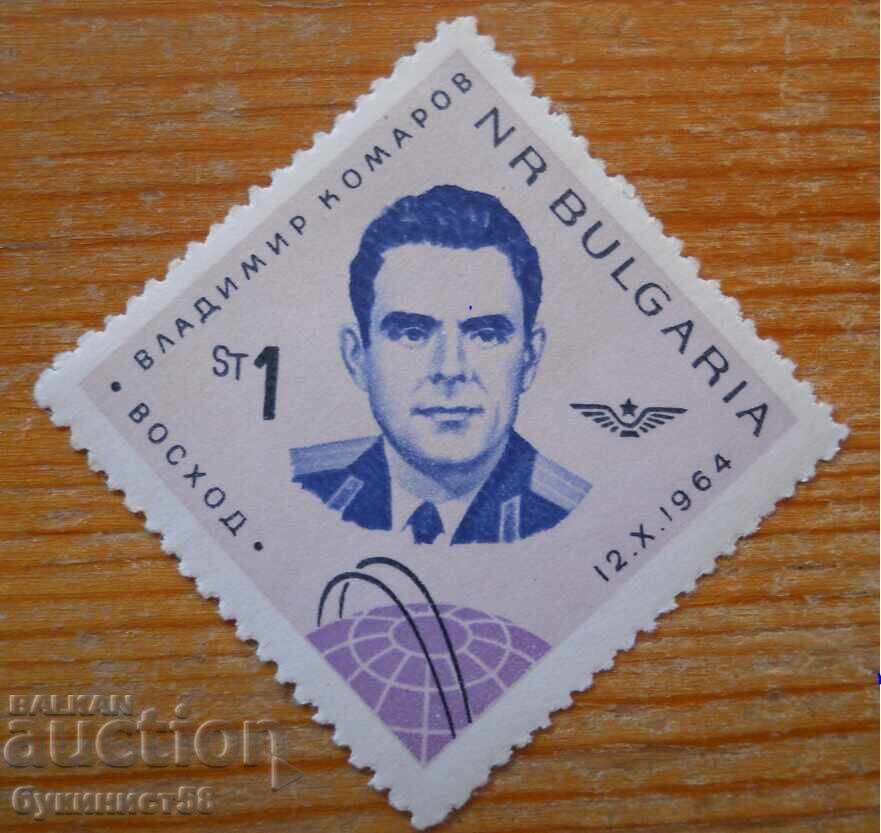 • ВЛАДИМИР КОМАРОВ
NR BULGARIA
ST 1
ВОСХОД •
12.X.1964
BALKAN
auction
букинист58